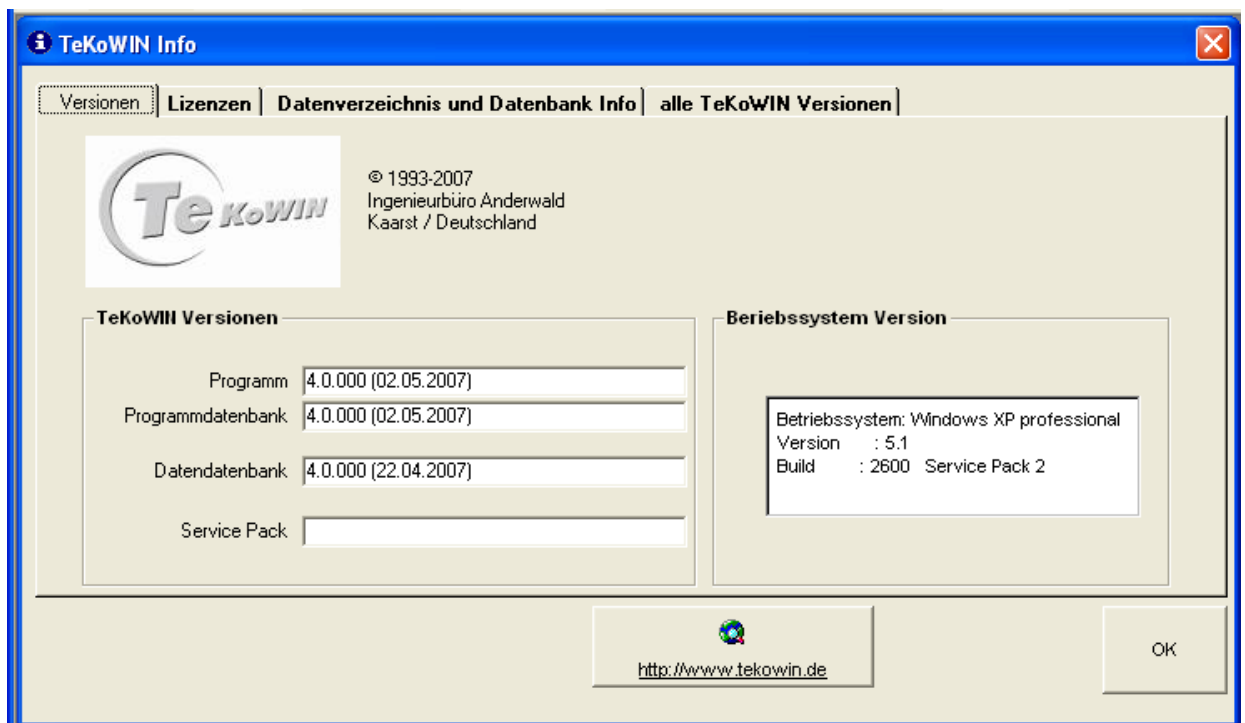 TeKoWIN Info
Versionen
Lizenzen
Datenverzeichnis und Datenbank Info
alle TeKoWIN Versionen
Te KoWIN
© 1993-2007
Ingenieurbüro Anderwald
Kaarst / Deutschland
TeKoWIN Versionen
Programm 4.0.000 (02.05.2007)
Programmdatenbank 4.0.000 (02.05.2007)
Datendatenbank 4.0.000 (22.04.2007)
Service Pack
Beriebssystem Version
Betriebssystem: Windows XP professional
Version : 5.1
Build : 2600 Service Pack 2
http://www.tekowin.de
OK